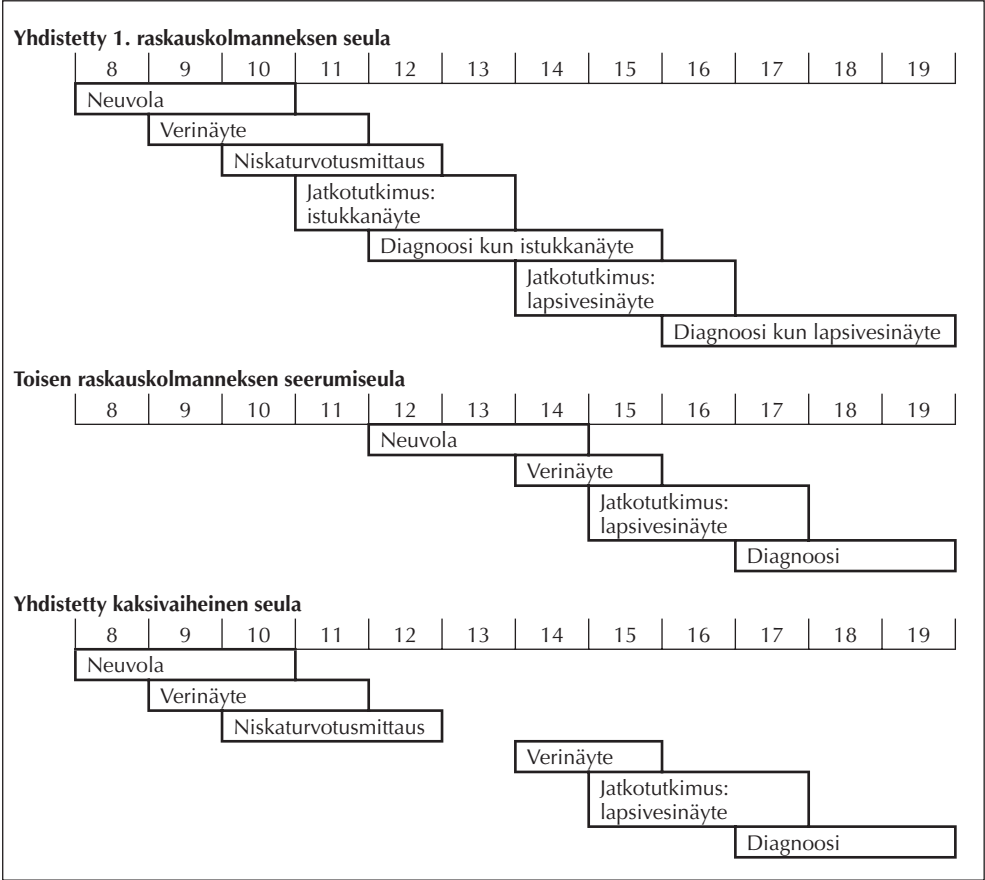 Yhdistetty 1. raskauskolmanneksen seula
8 9 10 11 12 13 14 15 16 17 18 19
Neuvola
Verinäyte
Niskaturvotusmittaus
Jatkotutkimus:
istukkanäyte
Diagnoosi kun istukkanäyte
Jatkotutkimus:
lapsivesinäyte
Diagnoosi kun lapsivesinäyte
Toisen raskauskolmanneksen seerumiseula
8 9 10 11 12 13 14 15 16 17 18 19
Neuvola
Verinäyte
Jatkotutkimus:
lapsivesinäyte
Diagnoosi
Yhdistetty kaksivaiheinen seula
8 9 10 11 12 13 14 15 16 17 18 19
Neuvola
Verinäyte
Niskaturvotusmittaus
Verinäyte
Jatkotutkimus:
lapsivesinäyte
Diagnoosi